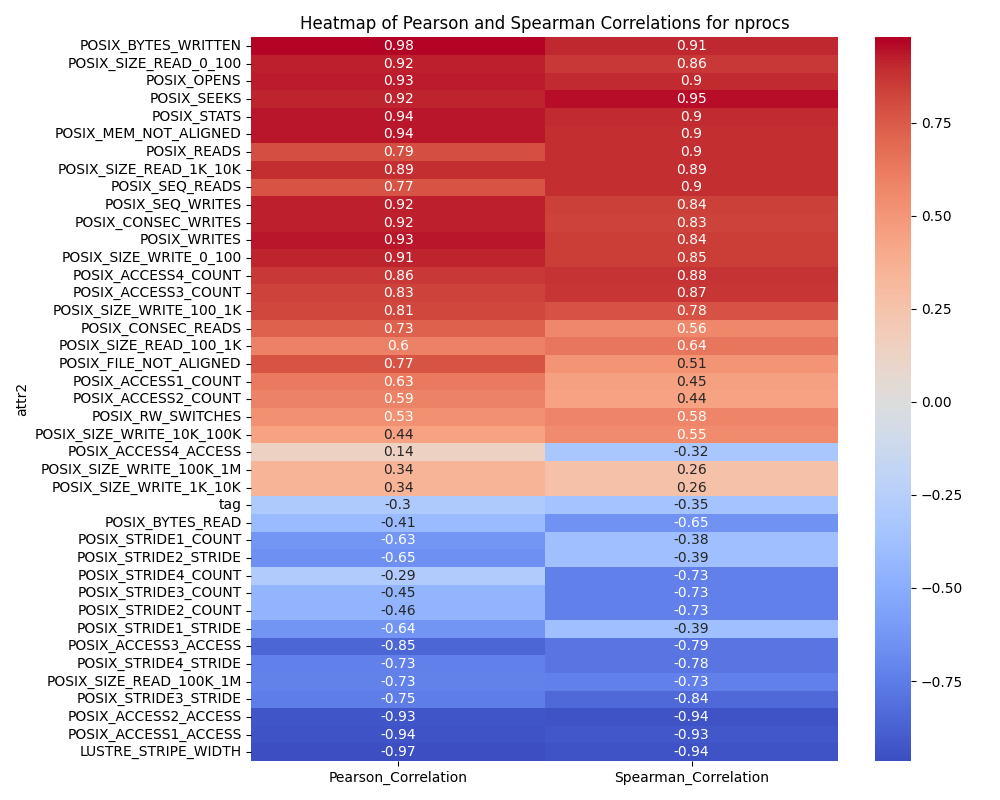 Heatmap of Pearson and Spearman Correlations for nprocs
attr2
POSIX_BYTES_WRITTEN 0.98 0.91
POSIX_SIZE_READ_0_100 0.92 0.86
POSIX_OPENS 0.93 0.9
POSIX_SEEKS 0.92 0.95
POSIX_STATS 0.94 0.9
POSIX_MEM_NOT_ALIGNED 0.94 0.9
POSIX_READS 0.79 0.9
POSIX_SIZE_READ_1K_10K 0.89 0.89
POSIX_SEQ_READS 0.77 0.9
POSIX_SEQ_WRITES 0.92 0.84
POSIX_CONSEC_WRITES 0.92 0.83
POSIX_WRITES 0.93 0.84
POSIX_SIZE_WRITE_0_100 0.91 0.85
POSIX_ACCESS4_COUNT 0.86 0.88
POSIX_ACCESS3_COUNT 0.83 0.87
POSIX_SIZE_WRITE_100_1K 0.81 0.78
POSIX_CONSEC_READS 0.73 0.56
POSIX_SIZE_READ_100_1K 0.6 0.64
POSIX_FILE_NOT_ALIGNED 0.77 0.51
POSIX_ACCESS1_COUNT 0.63 0.45
POSIX_ACCESS2_COUNT 0.59 0.44
POSIX_RW_SWITCHES 0.53 0.58
POSIX_SIZE_WRITE_10K_100K 0.44 0.55
POSIX_ACCESS4_ACCESS 0.14 -0.32
POSIX_SIZE_WRITE_100K_1M 0.34 0.26
POSIX_SIZE_WRITE_1K_10K 0.34 0.26
tag -0.3 -0.35
POSIX_BYTES_READ -0.41 -0.65
POSIX_STRIDE1_COUNT -0.63 -0.38
POSIX_STRIDE2_STRIDE -0.65 -0.39
POSIX_STRIDE4_COUNT -0.29 -0.73
POSIX_STRIDE3_COUNT -0.45 -0.73
POSIX_STRIDE2_COUNT -0.46 -0.73
POSIX_STRIDE1_STRIDE -0.64 -0.39
POSIX_ACCESS3_ACCESS -0.85 -0.79
POSIX_STRIDE4_STRIDE -0.73 -0.78
POSIX_SIZE_READ_100K_1M -0.73 -0.73
POSIX_STRIDE3_STRIDE -0.75 -0.84
POSIX_ACCESS2_ACCESS -0.93 -0.94
POSIX_ACCESS1_ACCESS -0.94 -0.93
LUSTRE_STRIPE_WIDTH -0.97 -0.94
Pearson_Correlation Spearman_Correlation
0.75
0.50
0.25
0.00
−0.25
−0.50
−0.75